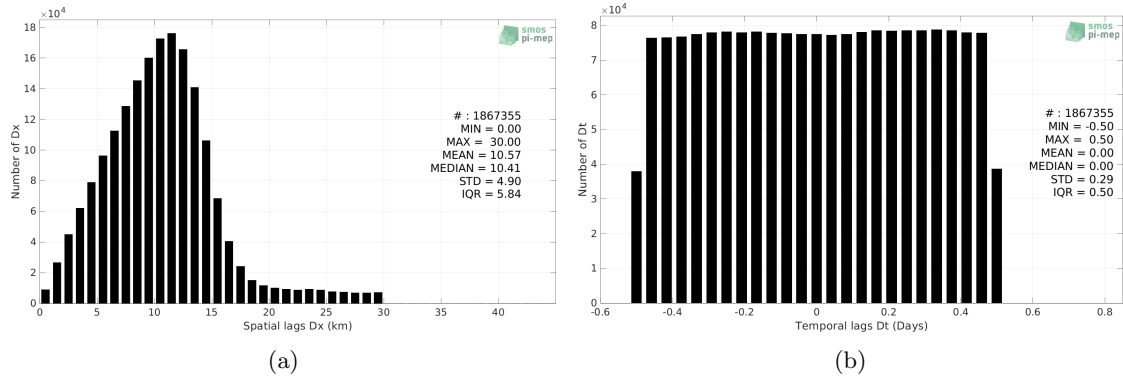 ×10⁴
18
16
14
12
10
8
6
4
2
0
Number of Dx
0 5 10 15 20 25 30 35 40
Spatial lags Dx (km)
smos
pi-mep
# : 1867355
MIN = 0.00
MAX = 30.00
MEAN = 10.57
MEDIAN = 10.41
STD = 4.90
IQR = 5.84
(a)
×10⁴
8
7
6
5
4
3
2
1
0
Number of Dt
-0.6 -0.4 -0.2 0 0.2 0.4 0.6 0.8
Temporal lags Dt (Days)
smos
pi-mep
# : 1867355
MIN = -0.50
MAX = 0.50
MEAN = 0.00
MEDIAN = 0.00
STD = 0.29
IQR = 0.50
(b)